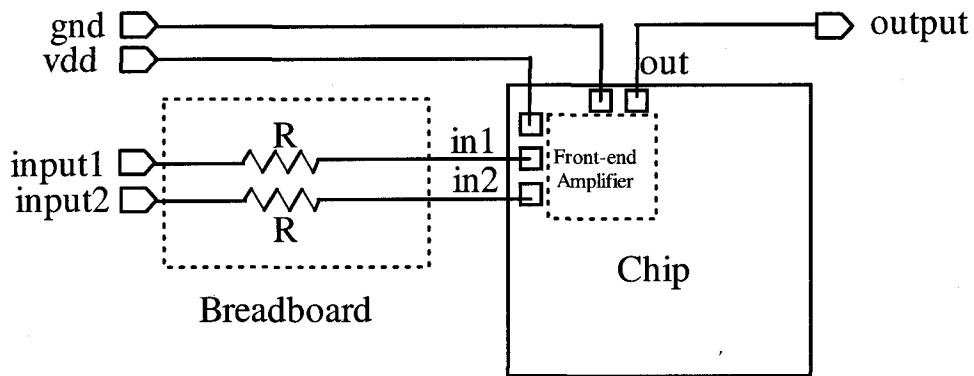 gnd
output
vdd
out
R
in1
input1
Front-end
Amplifier
in2
input2
R
Chip
Breadboard